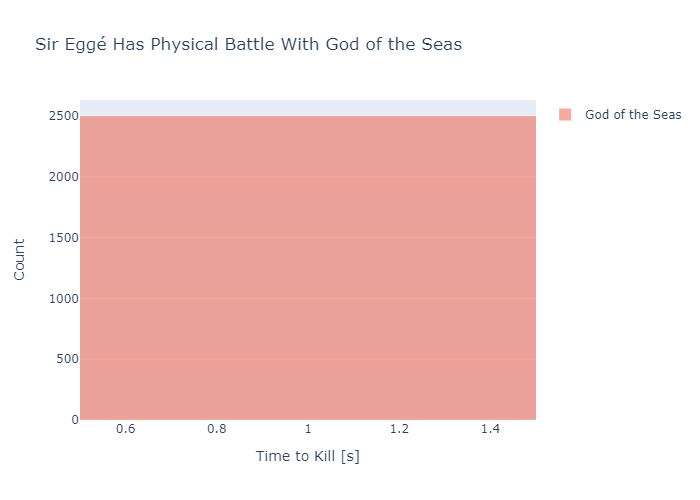 Sir Eggé Has Physical Battle With God of the Seas
God of the Seas
2500
2000
1500
1000
500
0
Count
0.6 0.8 1 1.2 1.4
Time to Kill [s]